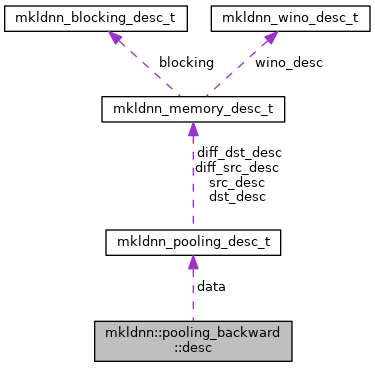 mkldnn_blocking_desc_t
mkldnn_wino_desc_t
blocking
wino_desc
mkldnn_memory_desc_t
diff_dst_desc
diff_src_desc
src_desc
dst_desc
mkldnn_pooling_desc_t
data
mkldnn::pooling_backward
::desc